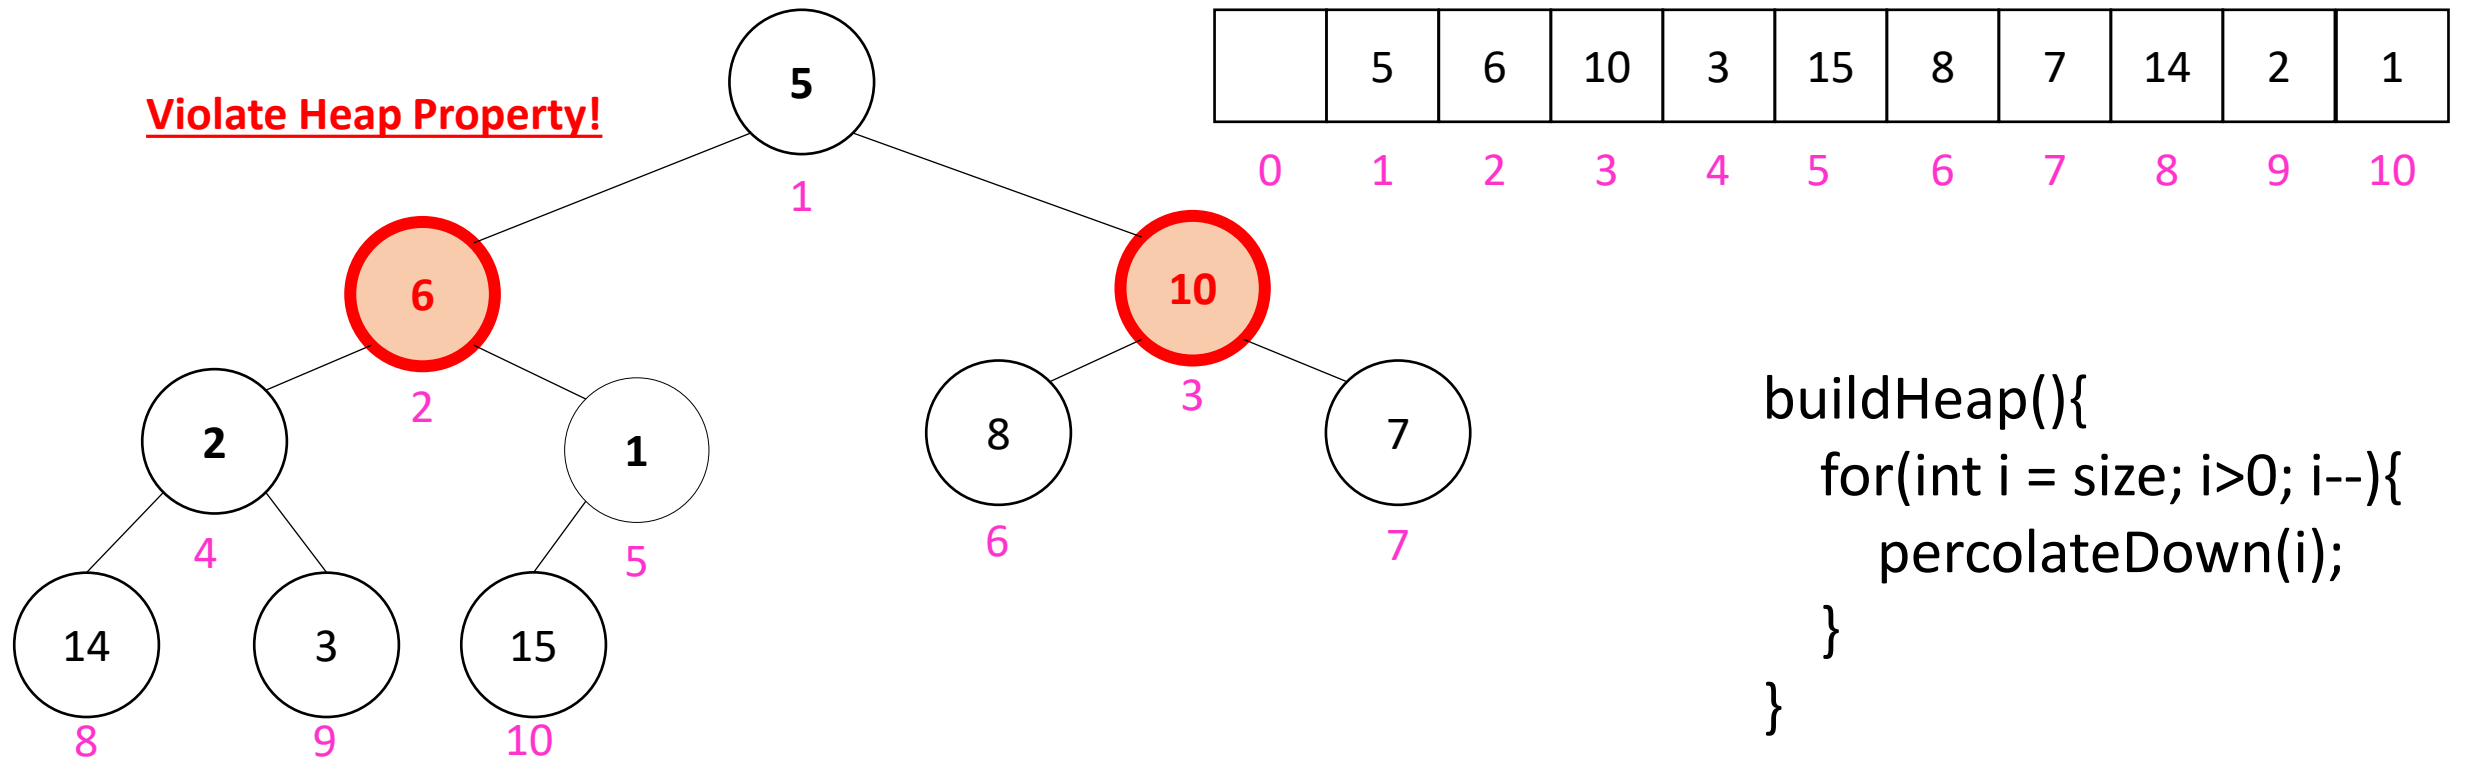 Violate Heap Property!
5 6 10 3 15 8 7 14 2 1
0 1 2 3 4 5 6 7 8 9 10
5
1
6 10
2 3
2 1 8 7
4 5 6 7
14 3 15
8 9 10
buildHeap(){
for(int i = size; i>0; i--){
percolateDown(i);
}
}